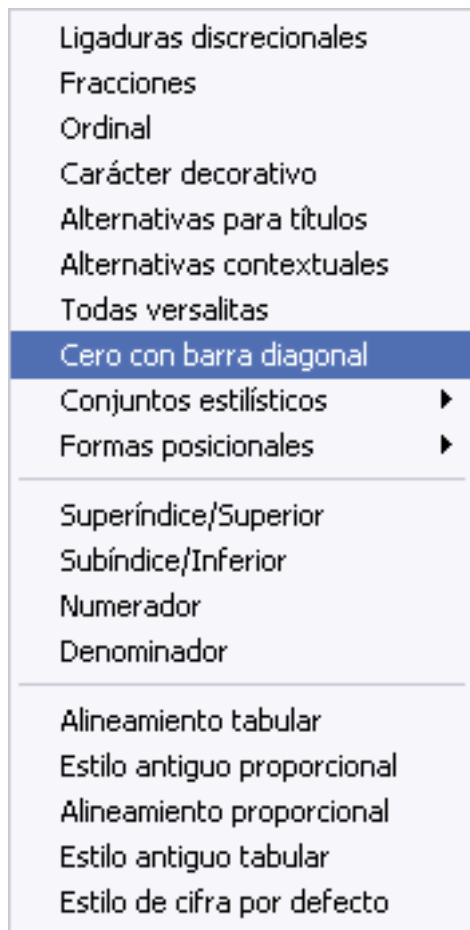 Ligaduras discrecionales
Fracciones
Ordinal
Carácter decorativo
Alternativas para títulos
Alternativas contextuales
Todas versalitas
Cero con barra diagonal
Conjuntos estilísticos
Formas posicionales
Superíndice/Superior
Subíndice/Inferior
Numerador
Denominador
Alineamiento tabular
Estilo antiguo proporcional
Alineamiento proporcional
Estilo antiguo tabular
Estilo de cifra por defecto